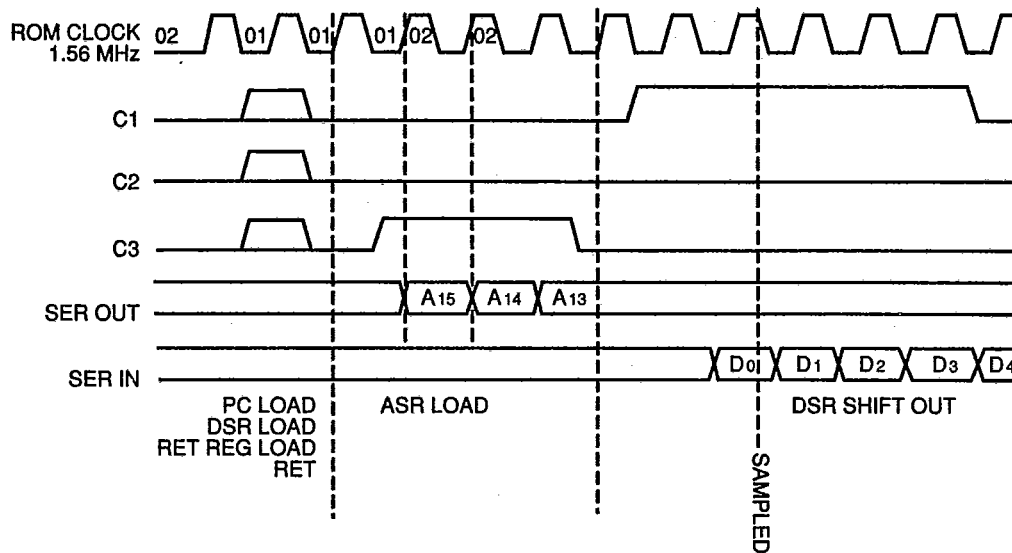 ROM CLOCK
1.56 MHz
02 01 01 01 02 02
C1
C2
C3
SER OUT
A15 A14 A13
SER IN
D0 D1 D2 D3 D4
PC LOAD
DSR LOAD
RET REG LOAD
RET
ASR LOAD
DSR SHIFT OUT
SAMPLED